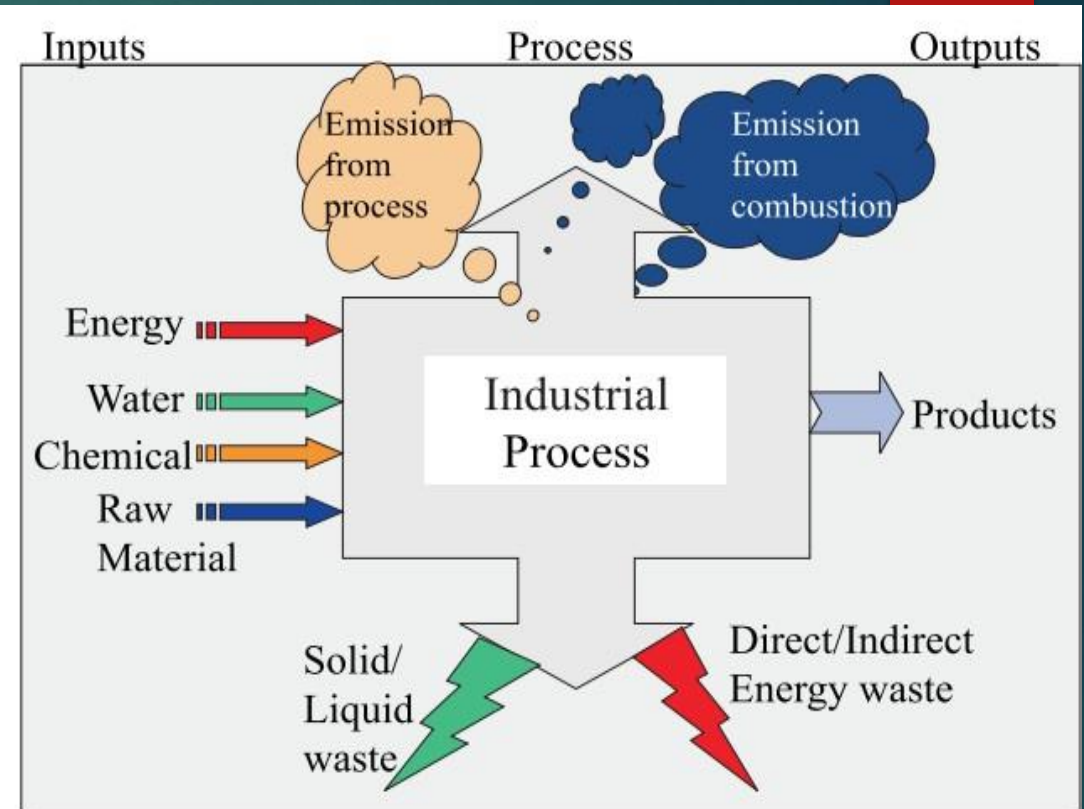 Inputs
Process
Outputs
Emission
from
process
Emission
from
combustion
Energy
Water
Chemical
Raw
Material
Industrial
Process
Products
Solid/
Liquid
waste
Direct/Indirect
Energy waste